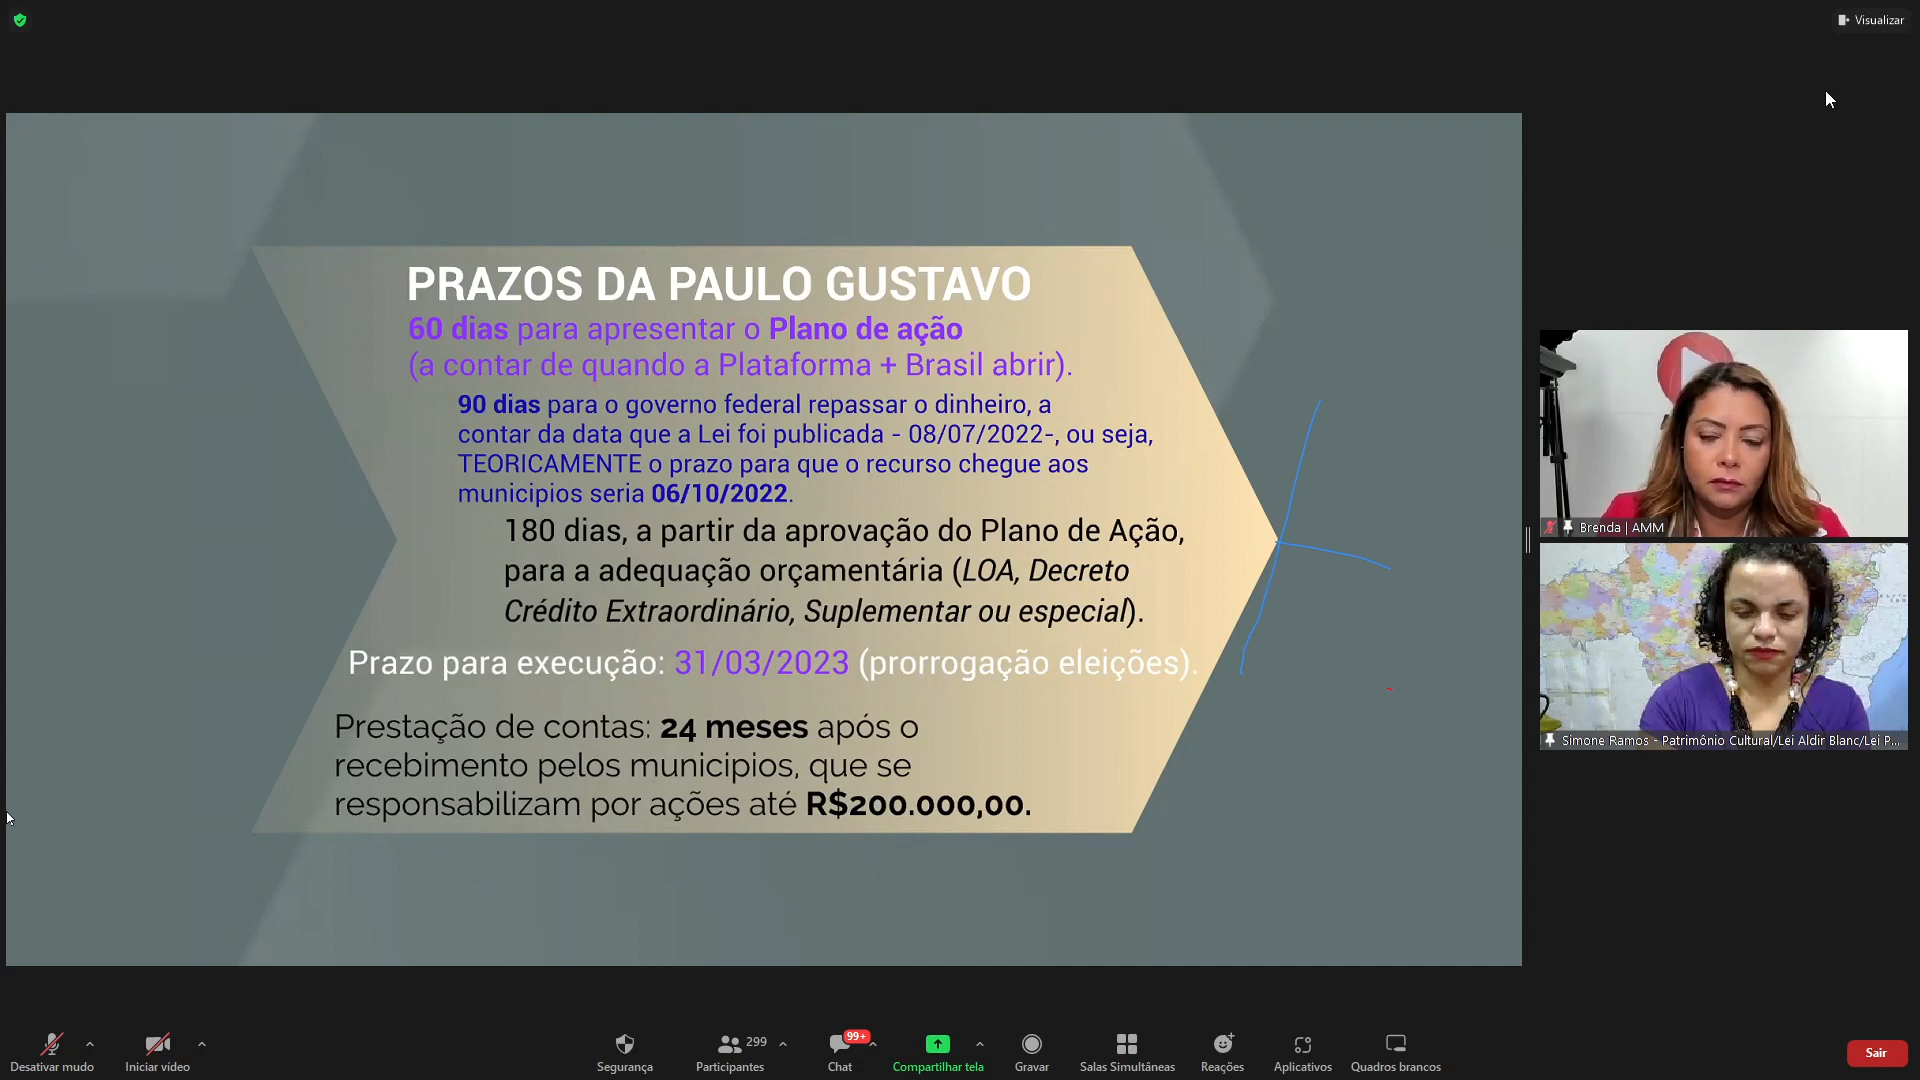 Visualizar
PRAZOS DA PAULO GUSTAVO
60 dias para apresentar o Plano de ação
(a contar de quando a Plataforma + Brasil abrir).
90 dias para o governo federal repassar o dinheiro, a
contar da data que a Lei foi publicada - 08/07/2022-, ou seja,
TEORICAMENTE o prazo para que o recurso chegue aos
municipios seria 06/10/2022.
180 dias, a partir da aprovação do Plano de Ação,
para a adequação orçamentária (LOA, Decreto
Crédito Extraordinário, Suplementar ou especial).
Prazo para execução: 31/03/2023 (prorrogação eleições).
Prestação de contas: 24 meses após o
recebimento pelos municipios, que se
responsabilizam por ações até R$200.000,00.
Brenda | AMM
Simone Ramos - Patrimônio Cultural/Lei Aldir Blanc/Lei P...
Desativar mudo
Iniciar vídeo
Segurança
299
Participantes
99+
Chat
Compartilhar tela
Gravar
Salas Simultâneas
Reações
Aplicativos
Quadros brancos
Sair